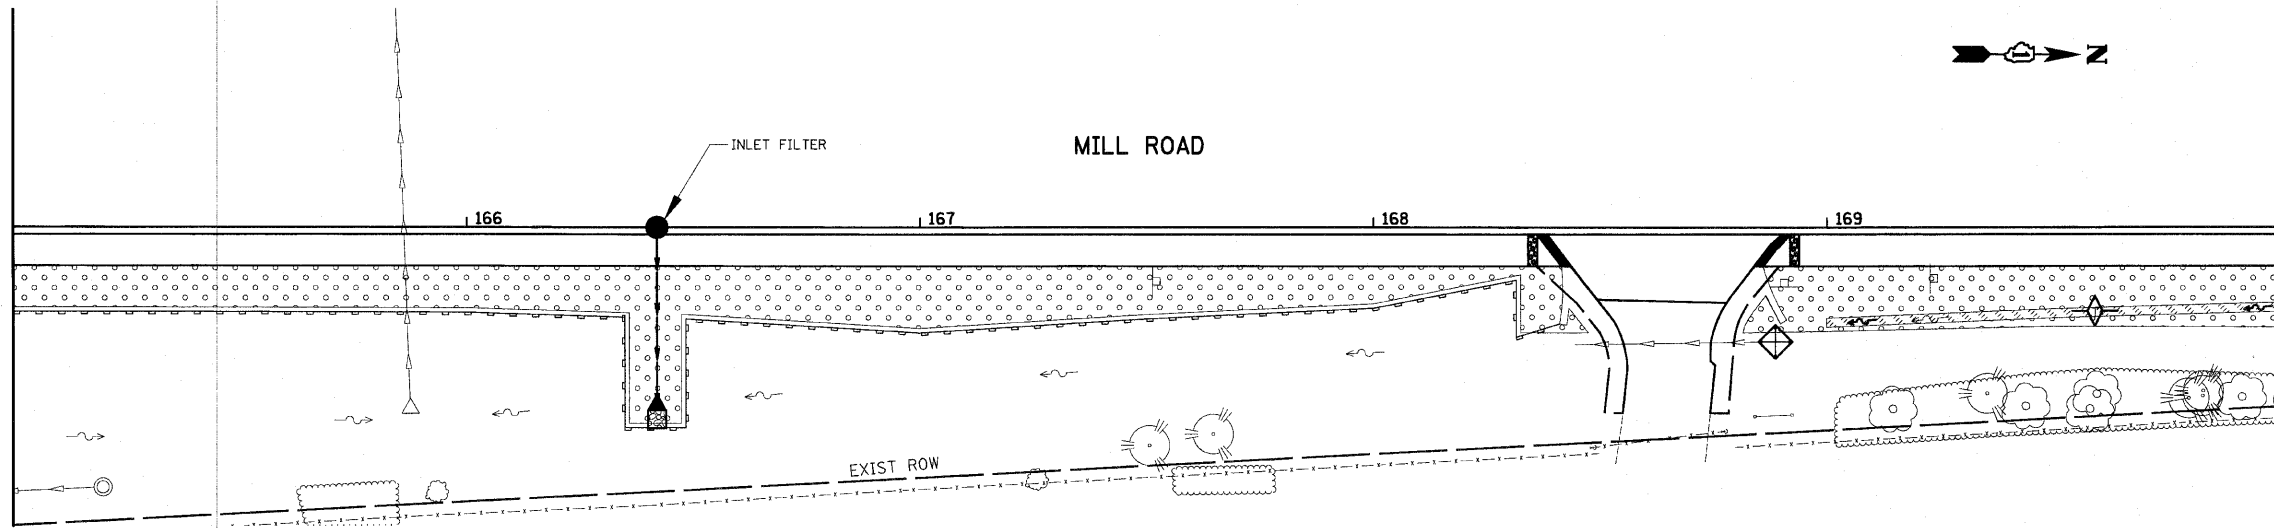 N
INLET FILTER
MILL ROAD
166
167
168
169
EXIST ROW